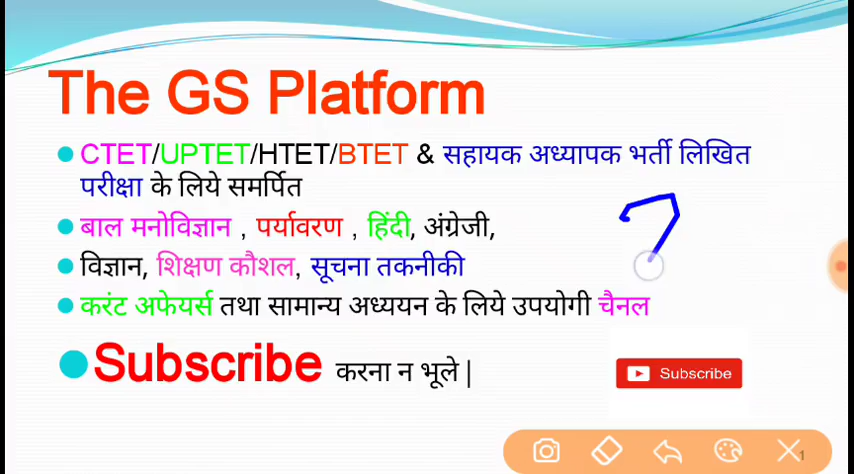 The GS Platform
CTET/UPTET/HTET/BTET & सहायक अध्यापक भर्ती लिखित
परीक्षा के लिये समर्पित
बाल मनोविज्ञान , पर्यावरण , हिंदी, अंग्रेजी,
विज्ञान, शिक्षण कौशल, सूचना तकनीकी
करंट अफेयर्स तथा सामान्य अध्ययन के लिये उपयोगी चैनल
Subscribe करना न भूले |
Subscribe
1